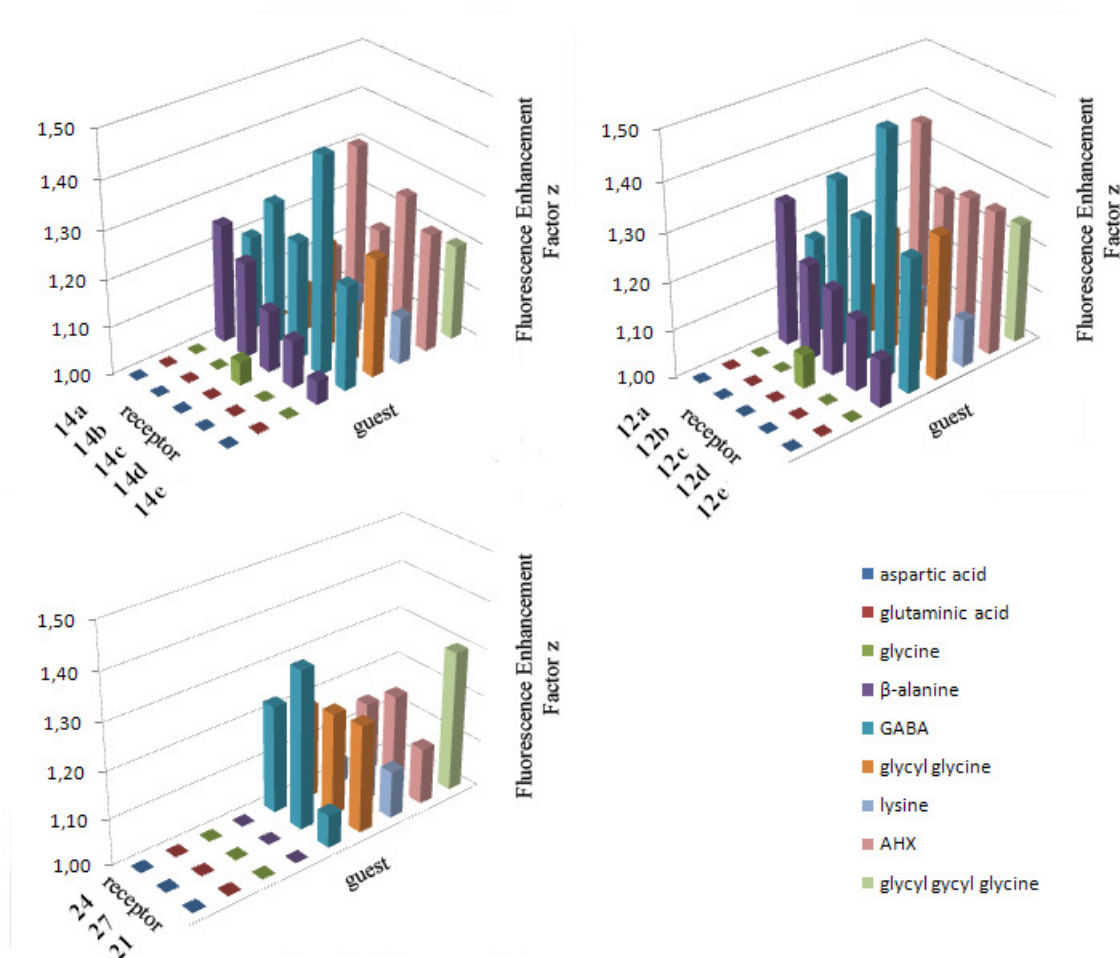 1,50
1,40
1,30
1,20
1,10
1,00
14a
14b
14c
14d
14e
receptor
guest
Fluorescence Enhancement
Factor z
1,50
1,40
1,30
1,20
1,10
1,00
12a
12b
12c
12d
12e
receptor
guest
Fluorescence Enhancement
Factor z
1,50
1,40
1,30
1,20
1,10
1,00
24
27
21
receptor
guest
Fluorescence Enhancement
Factor z
aspartic acid
glutaminic acid
glycine
β-alanine
GABA
glycyl glycine
lysine
AHX
glycyl gycyl glycine